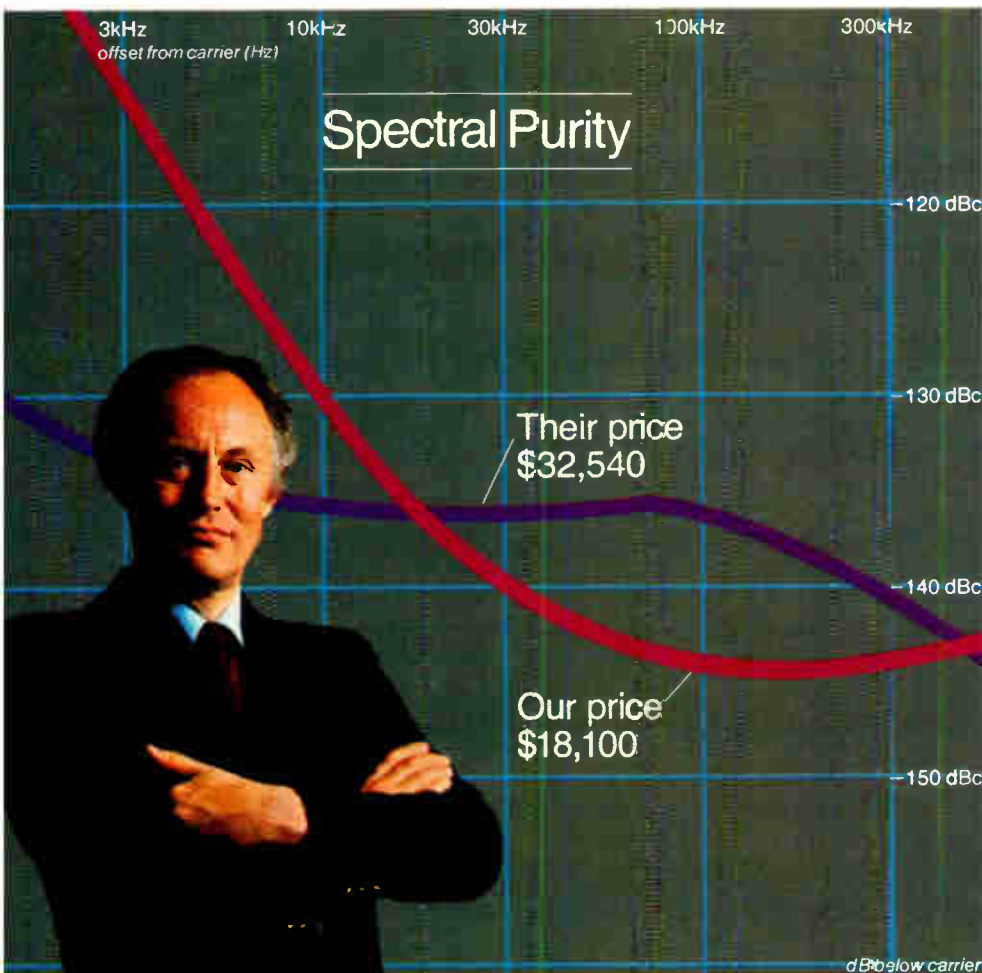 3kHz 10kHz 30kHz 100kHz 300kHz
offset from carrier (Hz)
Spectral Purity
-120 dBc
-130 dBc
Their price
$32,540
-140 dBc
Our price
$18,100
-150 dBc
dB below carrier